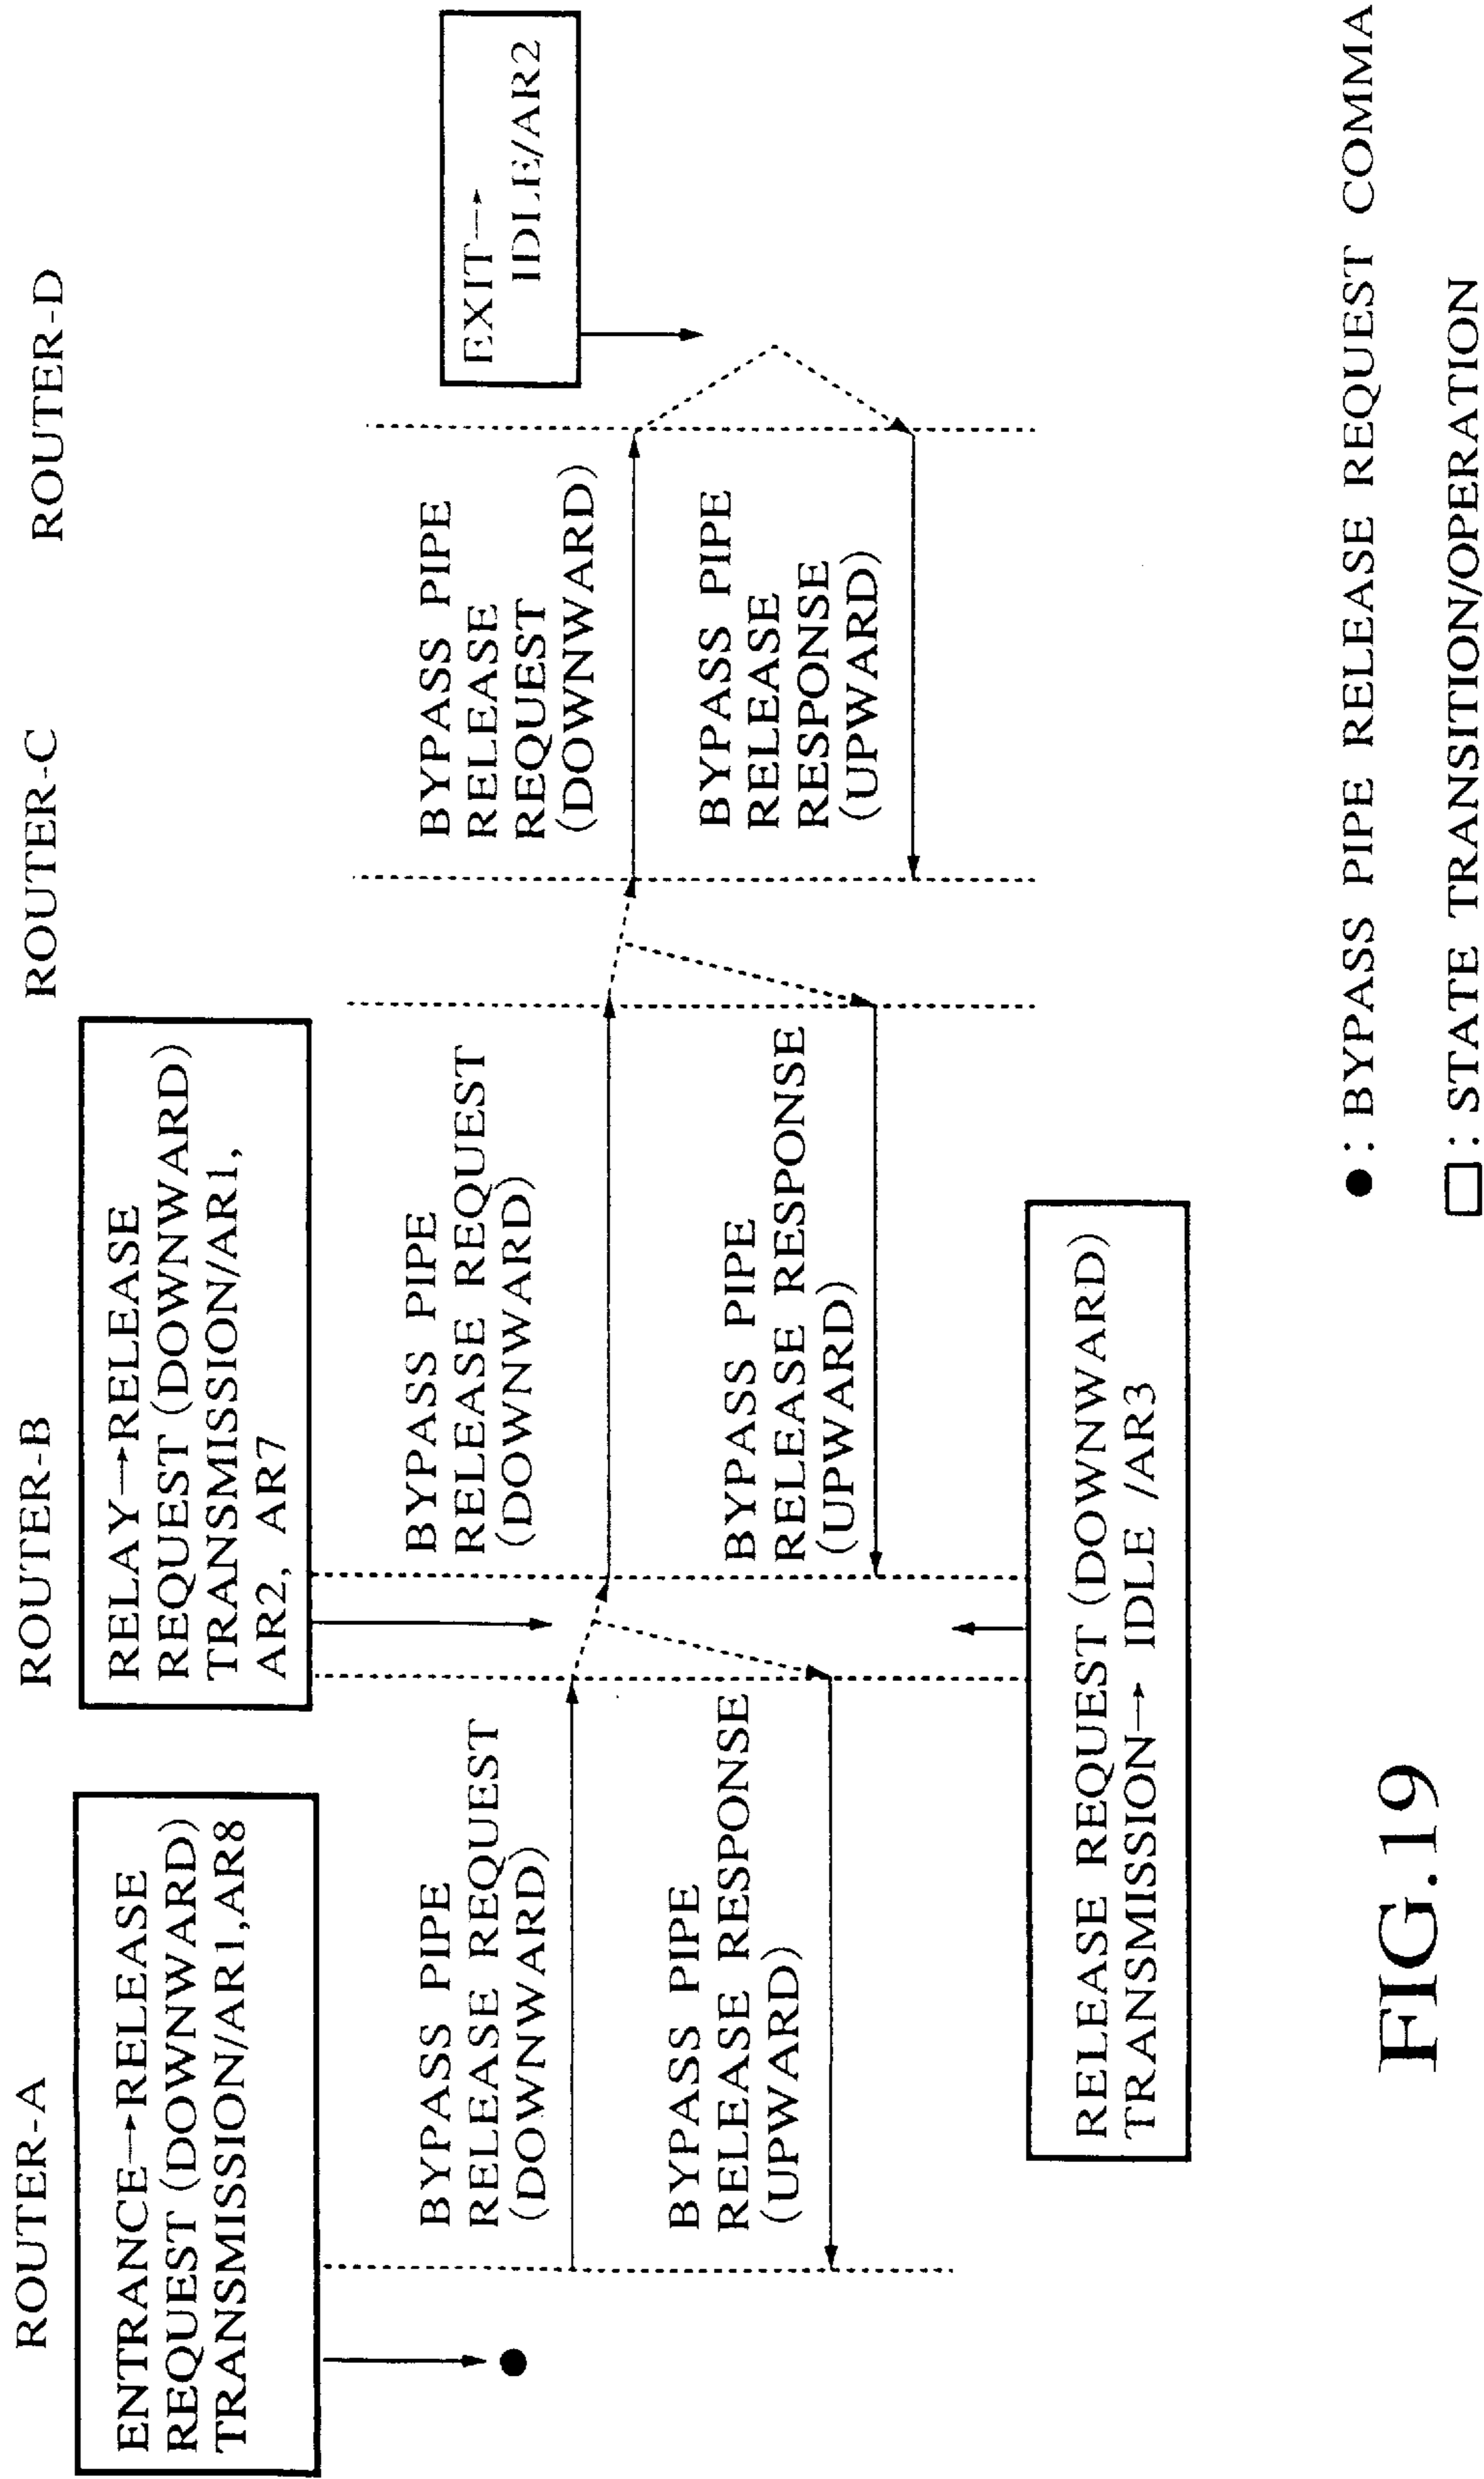 ROUTER-A
ROUTER-B
ROUTER-C
ROUTER-D
ENTRANCE→RELEASE
REQUEST (DOWNWARD)
TRANSMISSION/AR1,AR8
RELAY→RELEASE
REQUEST (DOWNWARD)
TRANSMISSION/AR1,
AR2, AR7
EXIT→
IDLE/AR2
BYPASS PIPE
RELEASE REQUEST
(DOWNWARD)
BYPASS PIPE
RELEASE REQUEST
(DOWNWARD)
BYPASS PIPE
RELEASE
REQUEST
(DOWNWARD)
BYPASS PIPE
RELEASE RESPONSE
(UPWARD)
BYPASS PIPE
RELEASE RESPONSE
(UPWARD)
BYPASS PIPE
RELEASE
RESPONSE
(UPWARD)
RELEASE REQUEST (DOWNWARD)
TRANSMISSION→ IDLE /AR3
● : BYPASS PIPE RELEASE REQUEST COMMA
□ : STATE TRANSITION/OPERATION
FIG.19